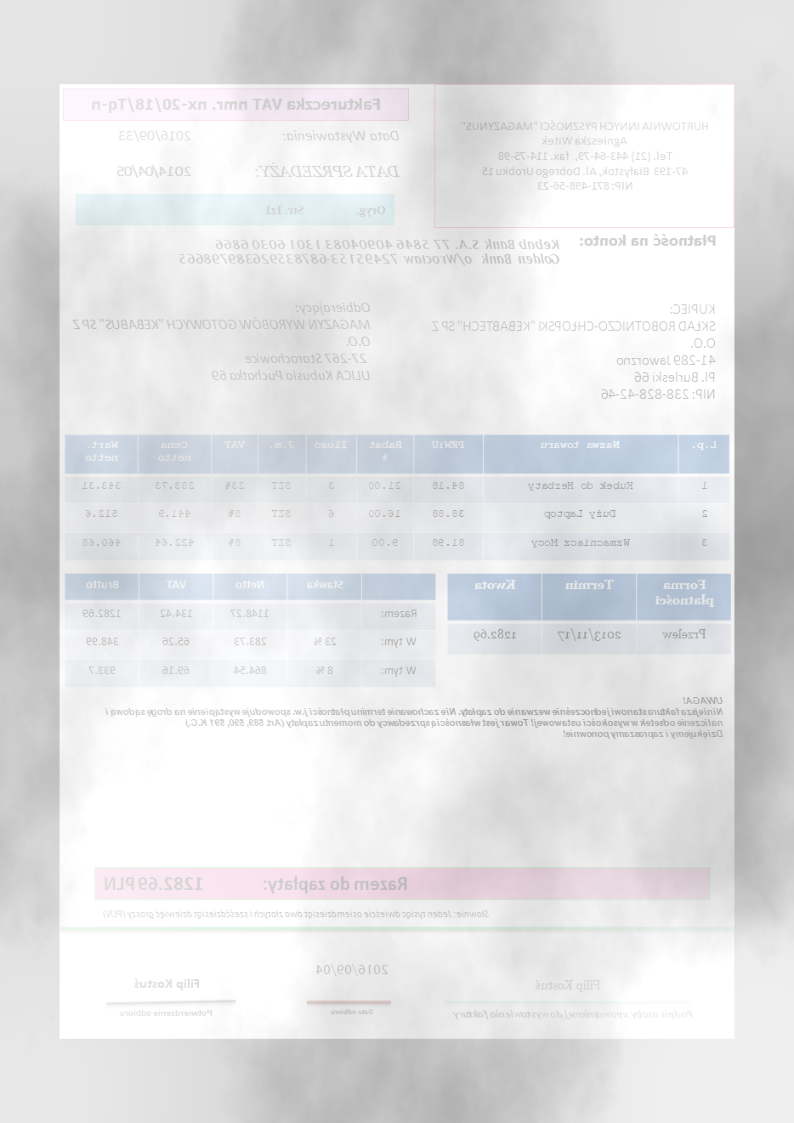 HURTOWNIA INNYCH PYSZNOŚCI "MAGAZYNUS"
Agnieszka Witek
Tel. (21) 443-64-79, fax. 114-75-98
47-193 Białystok, Al. Dobrego Urobku 15
NIP: 871-498-56-23
Faktureczka VAT nmr. nx-20/18/Tq-n
Data Wystawienia: 2016/09/33
DATA SPRZEDAŻY: 2014/04/05
Oryg. Str. 1z1
Płatność na konto: Kebab Bank S.A. 77 5846 40904083 1301 6030 6866
Golden Bank o/Wrocław 72495153-687833592638979866 5
KUPIEC:
SKŁAD ROBOTNICZO-CHŁOPSKI "KEBABTECH" SP Z
O.O.
41-289 Jaworzno
Pl. Burleski 66
NIP: 238-828-42-46
Odbierający:
MAGAZYN WYROBÓW GOTOWYCH "KEBABUS" SP Z
O.O.
27-267 Starachowice
ULICA Kubusia Puchatka 69
L.p. Nazwa towaru PKWiU Rabat % Ilość J.m. VAT Cena netto Wart. netto
1 Kubek do Herbaty 84.18 21.00 3 SZT 23% 283.73 343.31
2 Duży Laptop 38.88 16.00 6 SZT 8% 441.9 512.6
3 Wzmacniacz Mocy 81.98 9.00 1 SZT 8% 422.64 460.68
Forma płatności Termin Kwota
Przelew 2013/11/17 1282.69
Stawka Netto VAT Brutto
Razem: 1148.27 134.42 1282.69
W tym: 23 % 283.73 65.26 348.99
W tym: 8 % 864.54 69.16 933.7
UWAGA!
Niniejsza faktura stanowi jednocześnie wezwanie do zapłaty. Nie zachowanie terminu płatności j.w. spowoduje wystąpienie na drogę sądową i
naliczenie odsetek w wysokości ustawowej! Towar jest własnością sprzedawcy do momentu zapłaty (Art. 589, 590, 591 K.C.)
Dziękujemy i zapraszamy ponownie!
Razem do zapłaty: 1282.69 PLN
Słownie: Jeden tysiąc dwieście osiemdziesiąt dwa złotych i sześćdziesiąt dziewięć groszy (PLN)
Filip Kostuś 2016/09/04 Filip Kostuś
Podpis osoby upoważnionej do wystawienia faktury Data odbioru Potwierdzenie odbioru